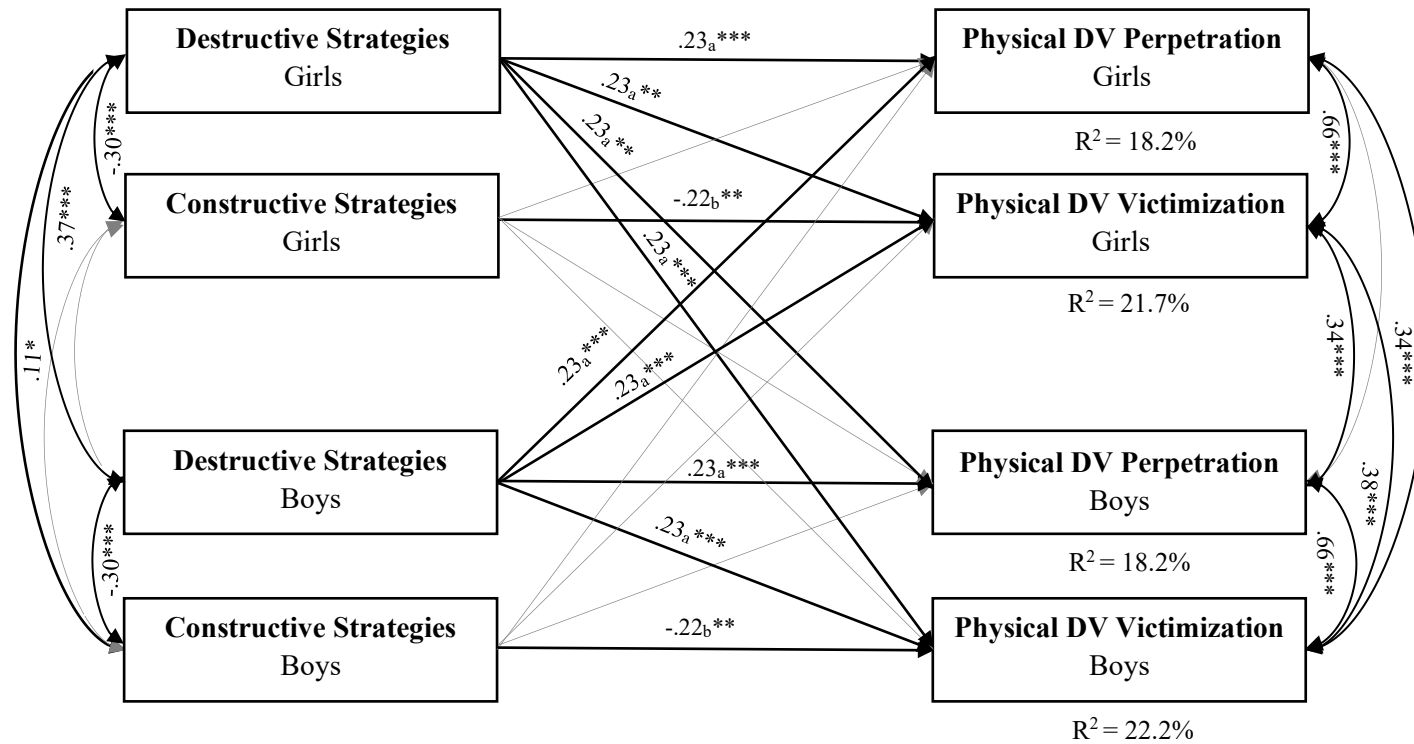 Destructive Strategies
Girls
Constructive Strategies
Girls
Destructive Strategies
Boys
Constructive Strategies
Boys
-.30***
.37***
.11*
-.30***
.23a***
.23a**
.23a**
-.22b**
.23a***
.23a***
.23a***
.23a***
.23a***
-.22b**
Physical DV Perpetration
Girls
R2 = 18.2%
Physical DV Victimization
Girls
R2 = 21.7%
Physical DV Perpetration
Boys
R2 = 18.2%
Physical DV Victimization
Boys
R2 = 22.2%
.66***
.34***
.34***
.38***
.66***